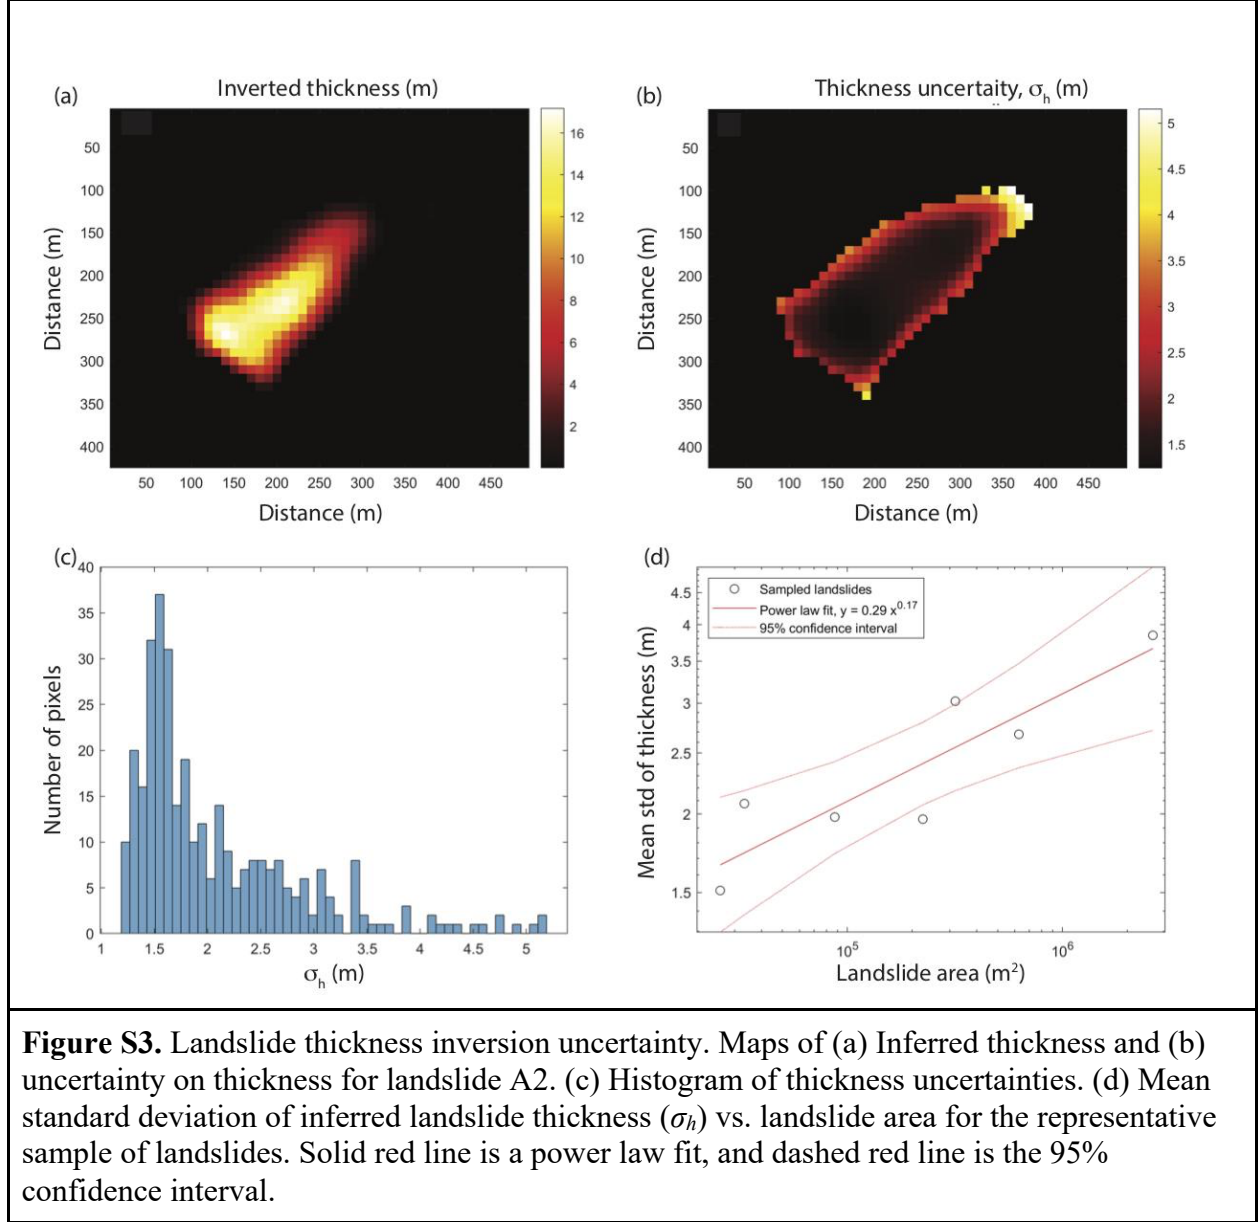 (a)
Inverted thickness (m)
16
14
12
10
8
6
4
2
50
100
150
200
250
300
350
400
Distance (m)
50 100 150 200 250 300 350 400 450
Distance (m)
(b)
Thickness uncertaity, σh (m)
5
4.5
4
3.5
3
2.5
2
1.5
50
100
150
200
250
300
350
400
Distance (m)
50 100 150 200 250 300 350 400 450
Distance (m)
(c)
40
35
30
25
20
15
10
5
0
Number of pixels
1 1.5 2 2.5 3 3.5 4 4.5 5
σh (m)
(d)
4.5
4
3.5
3
2.5
2
1.5
Mean std of thickness (m)
Sampled landslides
Power law fit, y = 0.29 x^0.17
95% confidence interval
10^5 10^6
Landslide area (m²)
Figure S3. Landslide thickness inversion uncertainty. Maps of (a) Inferred thickness and (b)
uncertainty on thickness for landslide A2. (c) Histogram of thickness uncertainties. (d) Mean
standard deviation of inferred landslide thickness (σh) vs. landslide area for the representative
sample of landslides. Solid red line is a power law fit, and dashed red line is the 95%
confidence interval.